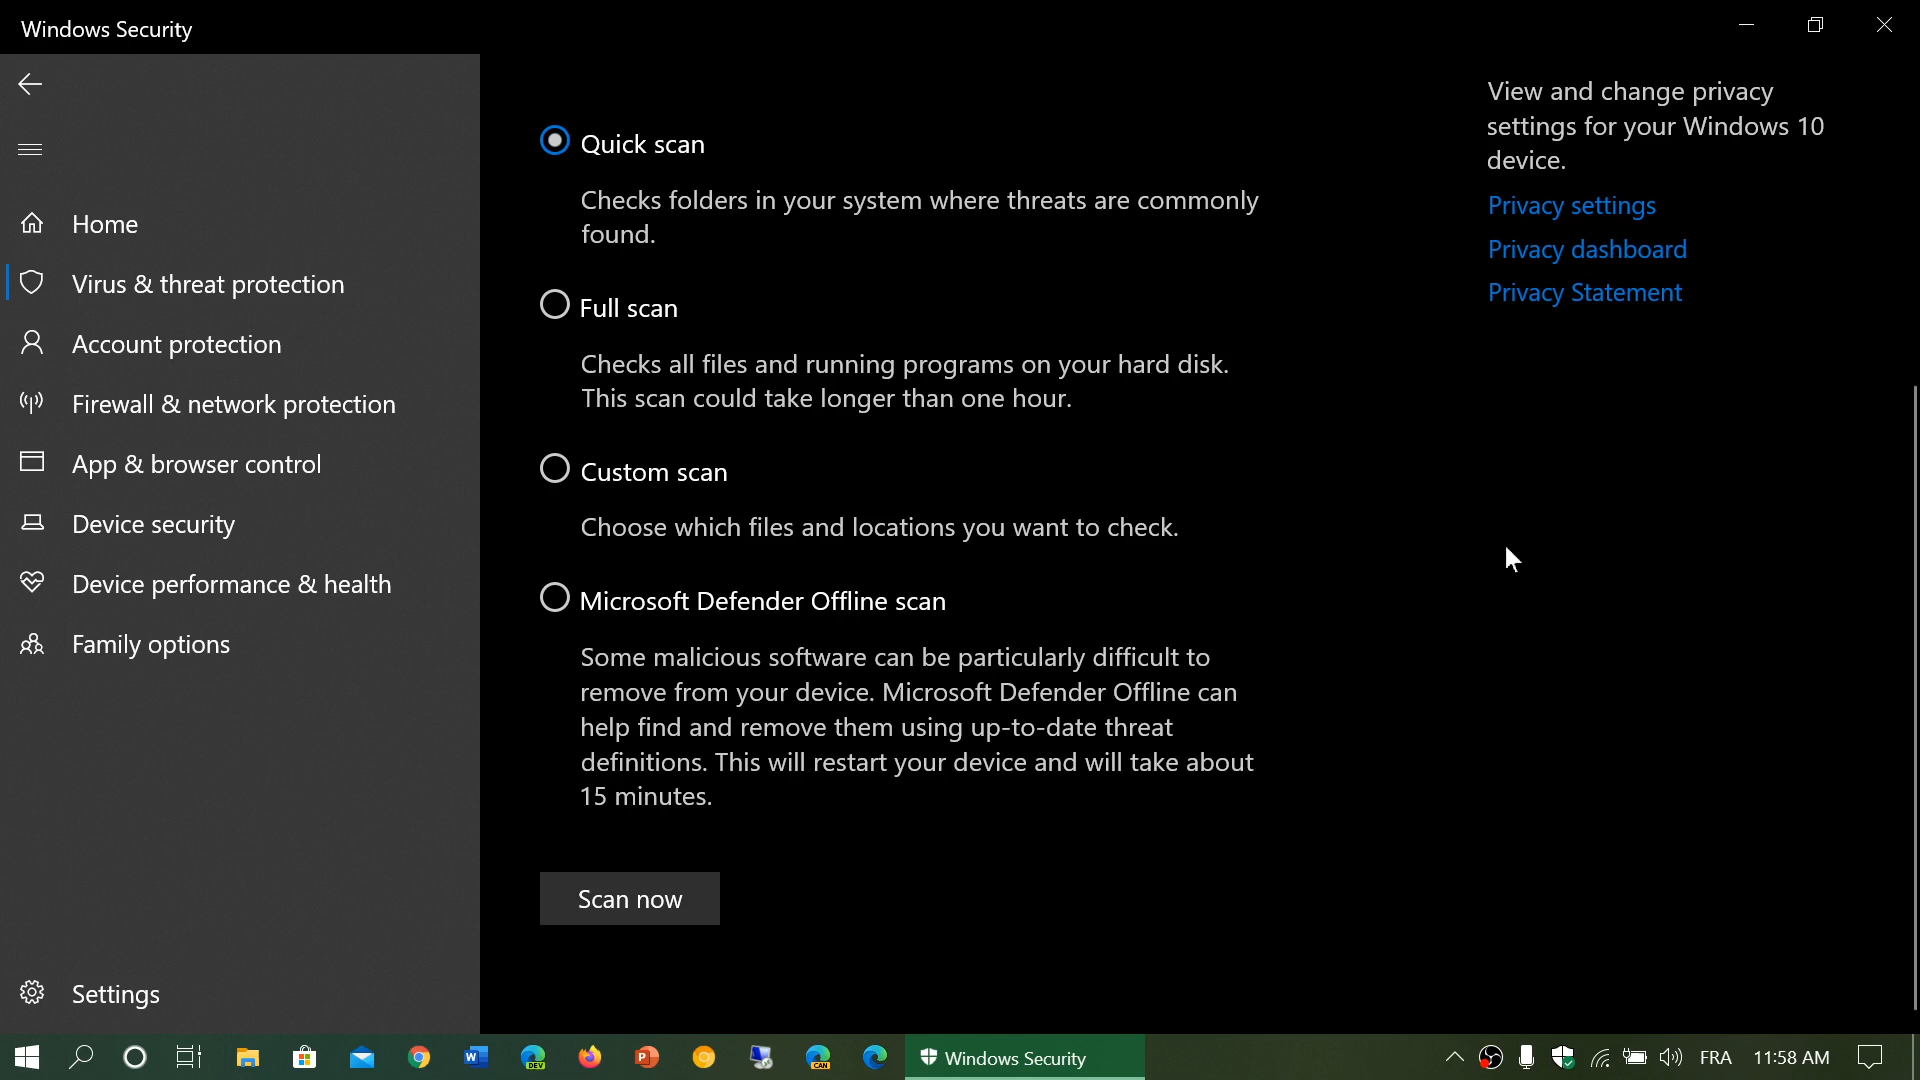 Windows Security
Home
Virus & threat protection
Account protection
Firewall & network protection
App & browser control
Device security
Device performance & health
Family options
Settings
Quick scan
Checks folders in your system where threats are commonly
found.
Full scan
Checks all files and running programs on your hard disk.
This scan could take longer than one hour.
Custom scan
Choose which files and locations you want to check.
Microsoft Defender Offline scan
Some malicious software can be particularly difficult to
remove from your device. Microsoft Defender Offline can
help find and remove them using up-to-date threat
definitions. This will restart your device and will take about
15 minutes.
Scan now
View and change privacy
settings for your Windows 10
device.
Privacy settings
Privacy dashboard
Privacy Statement
W
DEV
P
CAN
Windows Security
FRA
11:58 AM